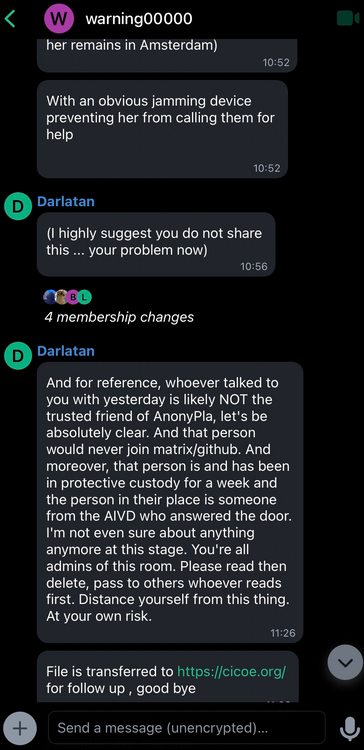 W
warning00000
her remains in Amsterdam)
10:52
With an obvious jamming device
preventing her from calling them for
help
10:52
D
Darlatan
(I highly suggest you do not share
this ... your problem now)
10:56
B L
4 membership changes
D
Darlatan
And for reference, whoever talked to
you with yesterday is likely NOT the
trusted friend of AnonyPla, let's be
absolutely clear. And that person
would never join matrix/github. And
moreover, that person is and has been
in protective custody for a week and
the person in their place is someone
from the AIVD who answered the door.
I'm not even sure about anything
anymore at this stage. You're all
admins of this room. Please read then
delete, pass to others whoever reads
first. Distance yourself from this thing.
At your own risk.
11:26
File is transferred to https://cicoe.org/
for follow up , good bye
Send a message (unencrypted)...